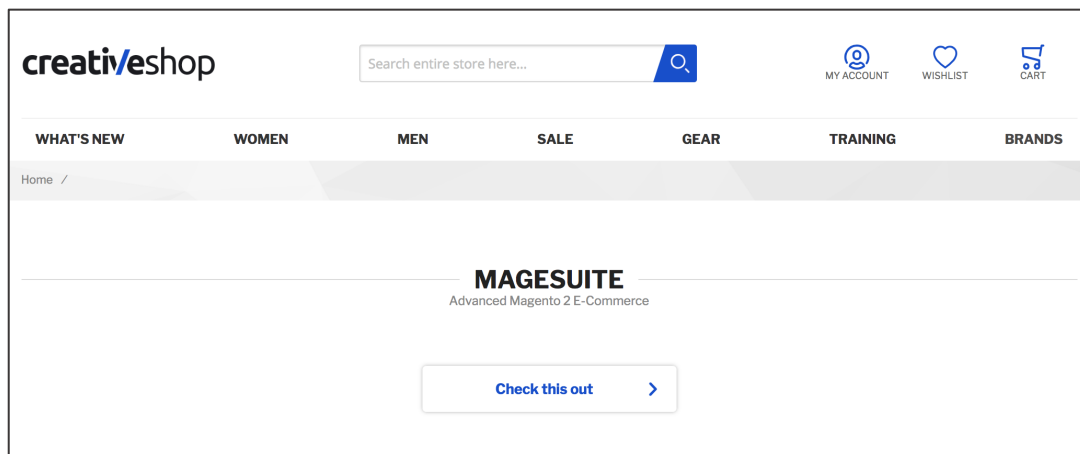 creativeshop
Search entire store here...
MY ACCOUNT WISHLIST CART
WHAT'S NEW WOMEN MEN SALE GEAR TRAINING BRANDS
Home /
MAGESUITE
Advanced Magento 2 E-Commerce
Check this out